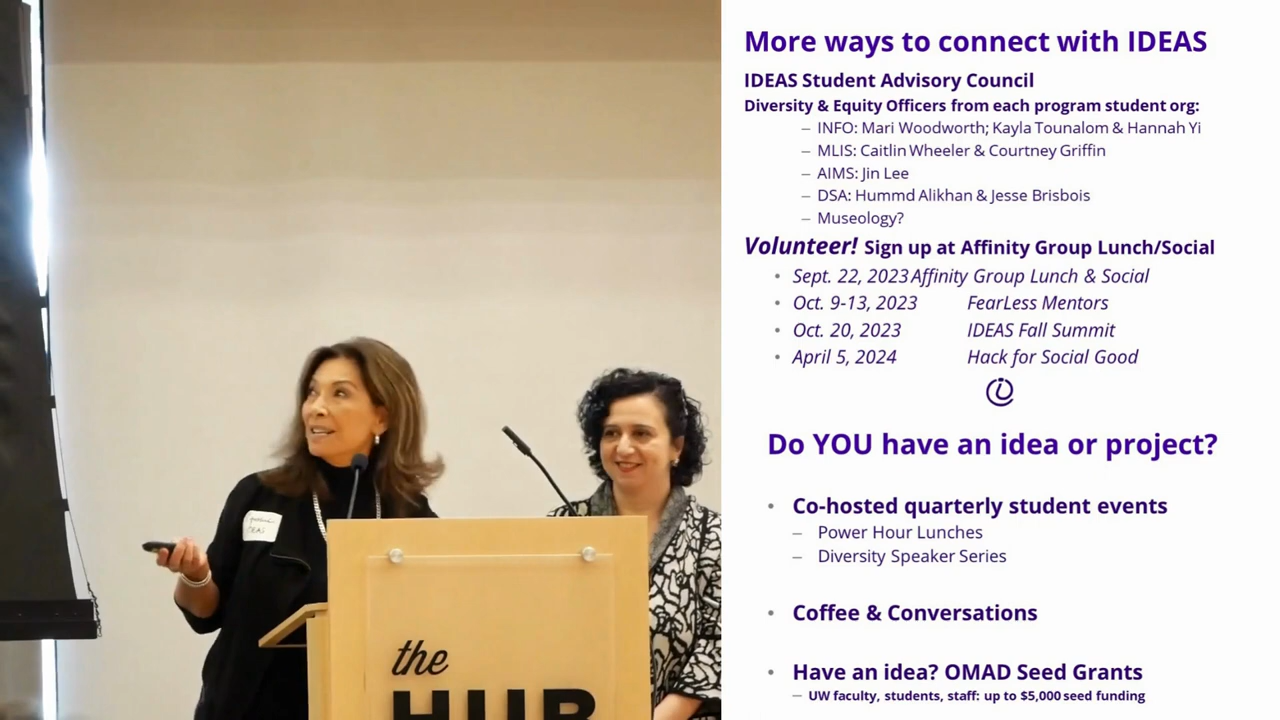 More ways to connect with IDEAS
IDEAS Student Advisory Council
Diversity & Equity Officers from each program student org:
– INFO: Mari Woodworth; Kayla Tounalom & Hannah Yi
– MLIS: Caitlin Wheeler & Courtney Griffin
– AIMS: Jin Lee
– DSA: Hummd Alikhan & Jesse Brisbois
– Museology?
Volunteer! Sign up at Affinity Group Lunch/Social
• Sept. 22, 2023 Affinity Group Lunch & Social
• Oct. 9-13, 2023 FearLess Mentors
• Oct. 20, 2023 IDEAS Fall Summit
• April 5, 2024 Hack for Social Good
Do YOU have an idea or project?
• Co-hosted quarterly student events
– Power Hour Lunches
– Diversity Speaker Series
• Coffee & Conversations
• Have an idea? OMAD Seed Grants
– UW faculty, students, staff: up to $5,000 seed funding
the
HUB